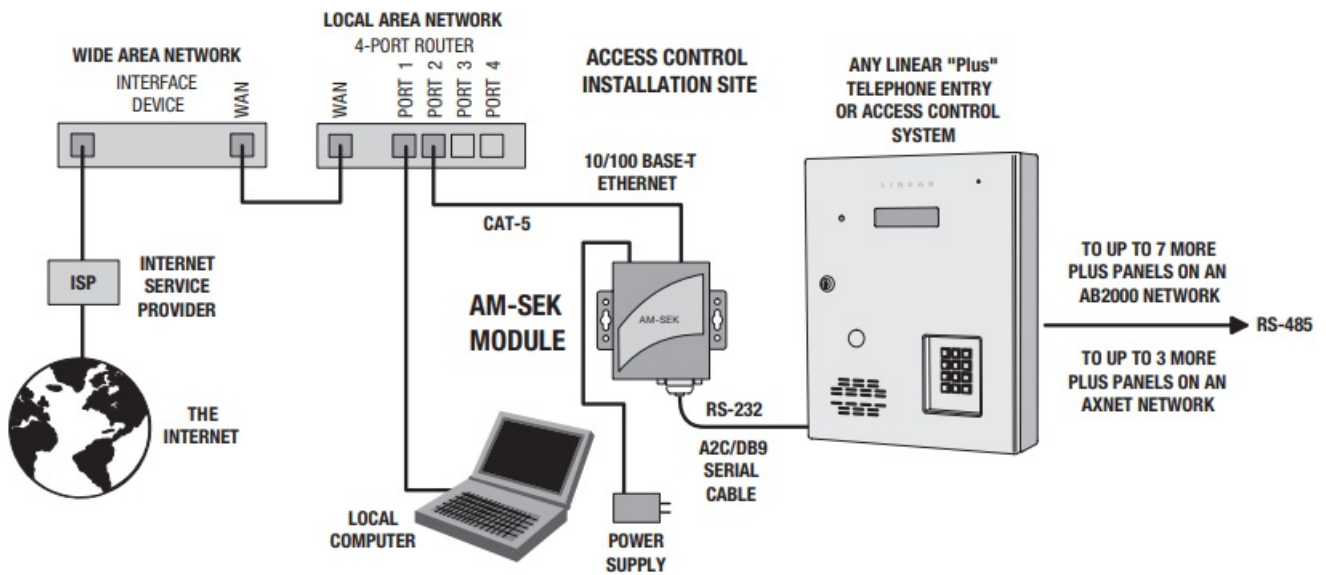 LOCAL AREA NETWORK
4-PORT ROUTER
WIDE AREA NETWORK
INTERFACE
DEVICE
WAN
WAN
PORT 1
PORT 2
PORT 3
PORT 4
ACCESS CONTROL
INSTALLATION SITE
ANY LINEAR "Plus"
TELEPHONE ENTRY
OR ACCESS CONTROL
SYSTEM
10/100 BASE-T
ETHERNET
CAT-5
LINEAR
ISP
INTERNET
SERVICE
PROVIDER
AM-SEK
MODULE
AM-SEK
TO UP TO 7 MORE
PLUS PANELS ON AN
AB2000 NETWORK
RS-485
TO UP TO 3 MORE
PLUS PANELS ON AN
AXNET NETWORK
THE
INTERNET
RS-232
A2C/DB9
SERIAL
CABLE
LOCAL
COMPUTER
POWER
SUPPLY